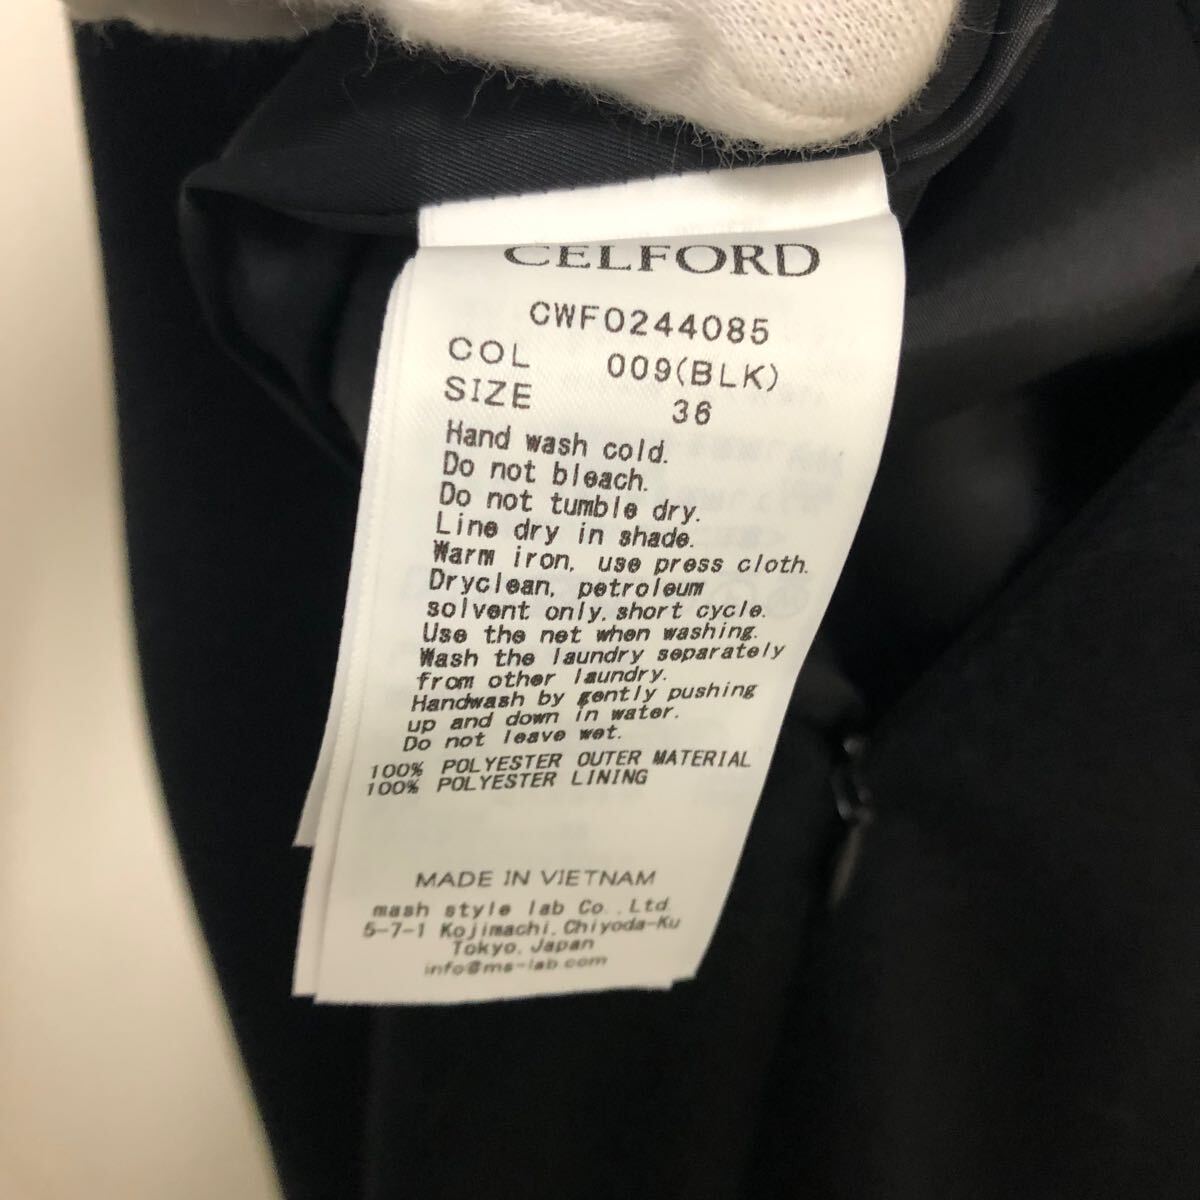 CELFORD
CWF0244085
COL 009(BLK)
SIZE 36
Hand wash cold.
Do not bleach.
Do not tumble dry.
Line dry in shade.
Warm iron, use press cloth.
Dryclean, petroleum
solvent only, short cycle.
Use the net when washing.
Wash the laundry separately
from other laundry.
Handwash by gently pushing
up and down in water.
Do not leave wet.
100% POLYESTER OUTER MATERIAL
100% POLYESTER LINING
MADE IN VIETNAM
mash style lab Co.,Ltd.
5-7-1 Kojimachi, Chiyoda-Ku
Tokyo, Japan
info@ms-lab.com